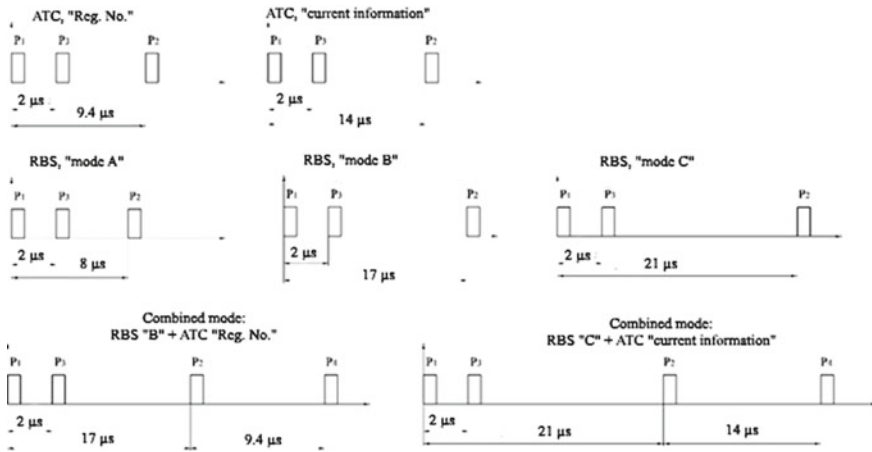 ATC, "Reg. No."
P₁ P₃ P₂
2 μs
9.4 μs
ATC, "current information"
P₁ P₃ P₂
2 μs
14 μs
RBS, "mode A"
P₁ P₃ P₂
2 μs
8 μs
RBS, "mode B"
P₁ P₃ P₂
2 μs
17 μs
RBS, "mode C"
P₁ P₃ P₂
2 μs
21 μs
Combined mode:
RBS "B" + ATC "Reg. No."
P₁ P₃ P₂ P₄
2 μs
17 μs 9.4 μs
Combined mode:
RBS "C" + ATC "current information"
P₁ P₃ P₂ P₄
2 μs
21 μs 14 μs